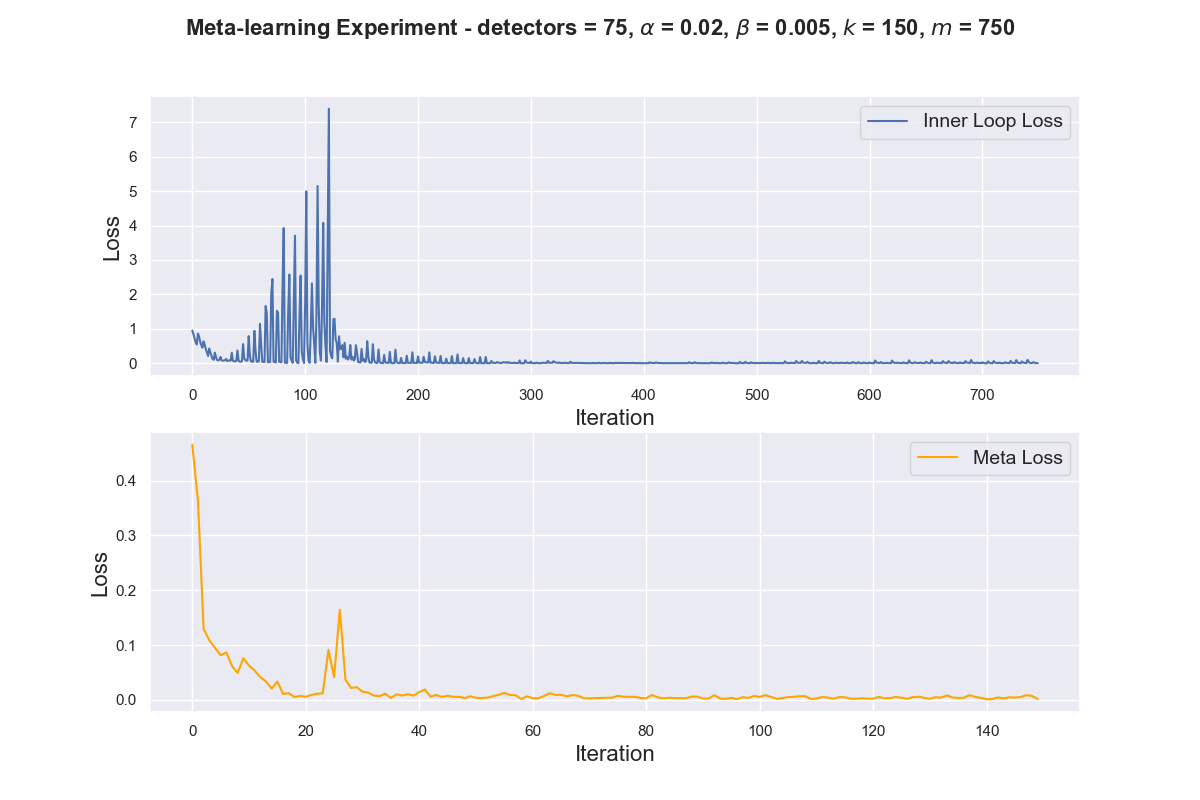 Meta-learning Experiment - detectors = 75, α = 0.02, β = 0.005, k = 150, m = 750
Inner Loop Loss
Loss
7
6
5
4
3
2
1
0
0 100 200 300 400 500 600 700
Iteration
Meta Loss
Loss
0.4
0.3
0.2
0.1
0.0
0 20 40 60 80 100 120 140
Iteration